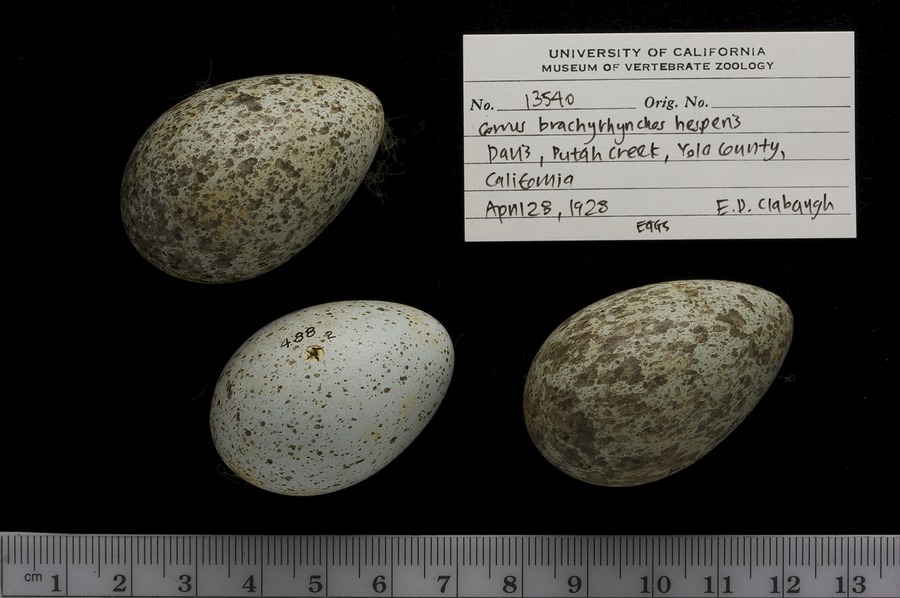 UNIVERSITY OF CALIFORNIA
MUSEUM OF VERTEBRATE ZOOLOGY
No. 13540 Orig. No.
Corvus brachyrhynchos hesperis
Davis, Putah Creek, Yolo County,
California
April 28, 1928 E.D. Clabaugh
EGGS
488 2
cm 1 2 3 4 5 6 7 8 9 10 11 12 13